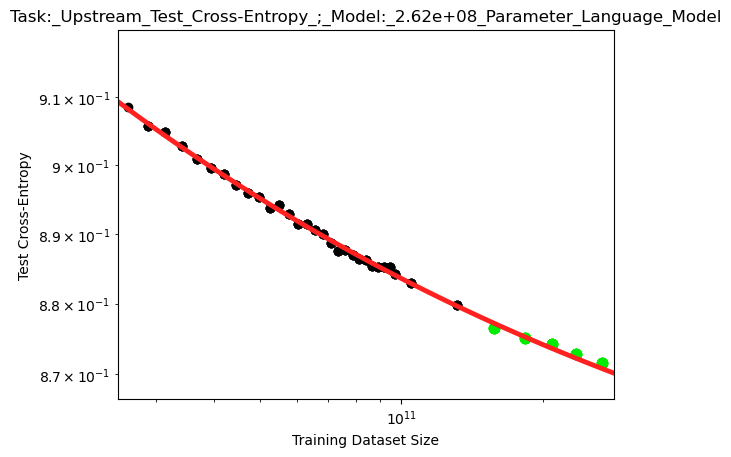 Task:_Upstream_Test_Cross-Entropy_;_Model:_2.62e+08_Parameter_Language_Model
Test Cross-Entropy
9.1 × 10⁻¹
9 × 10⁻¹
8.9 × 10⁻¹
8.8 × 10⁻¹
8.7 × 10⁻¹
10¹¹
Training Dataset Size